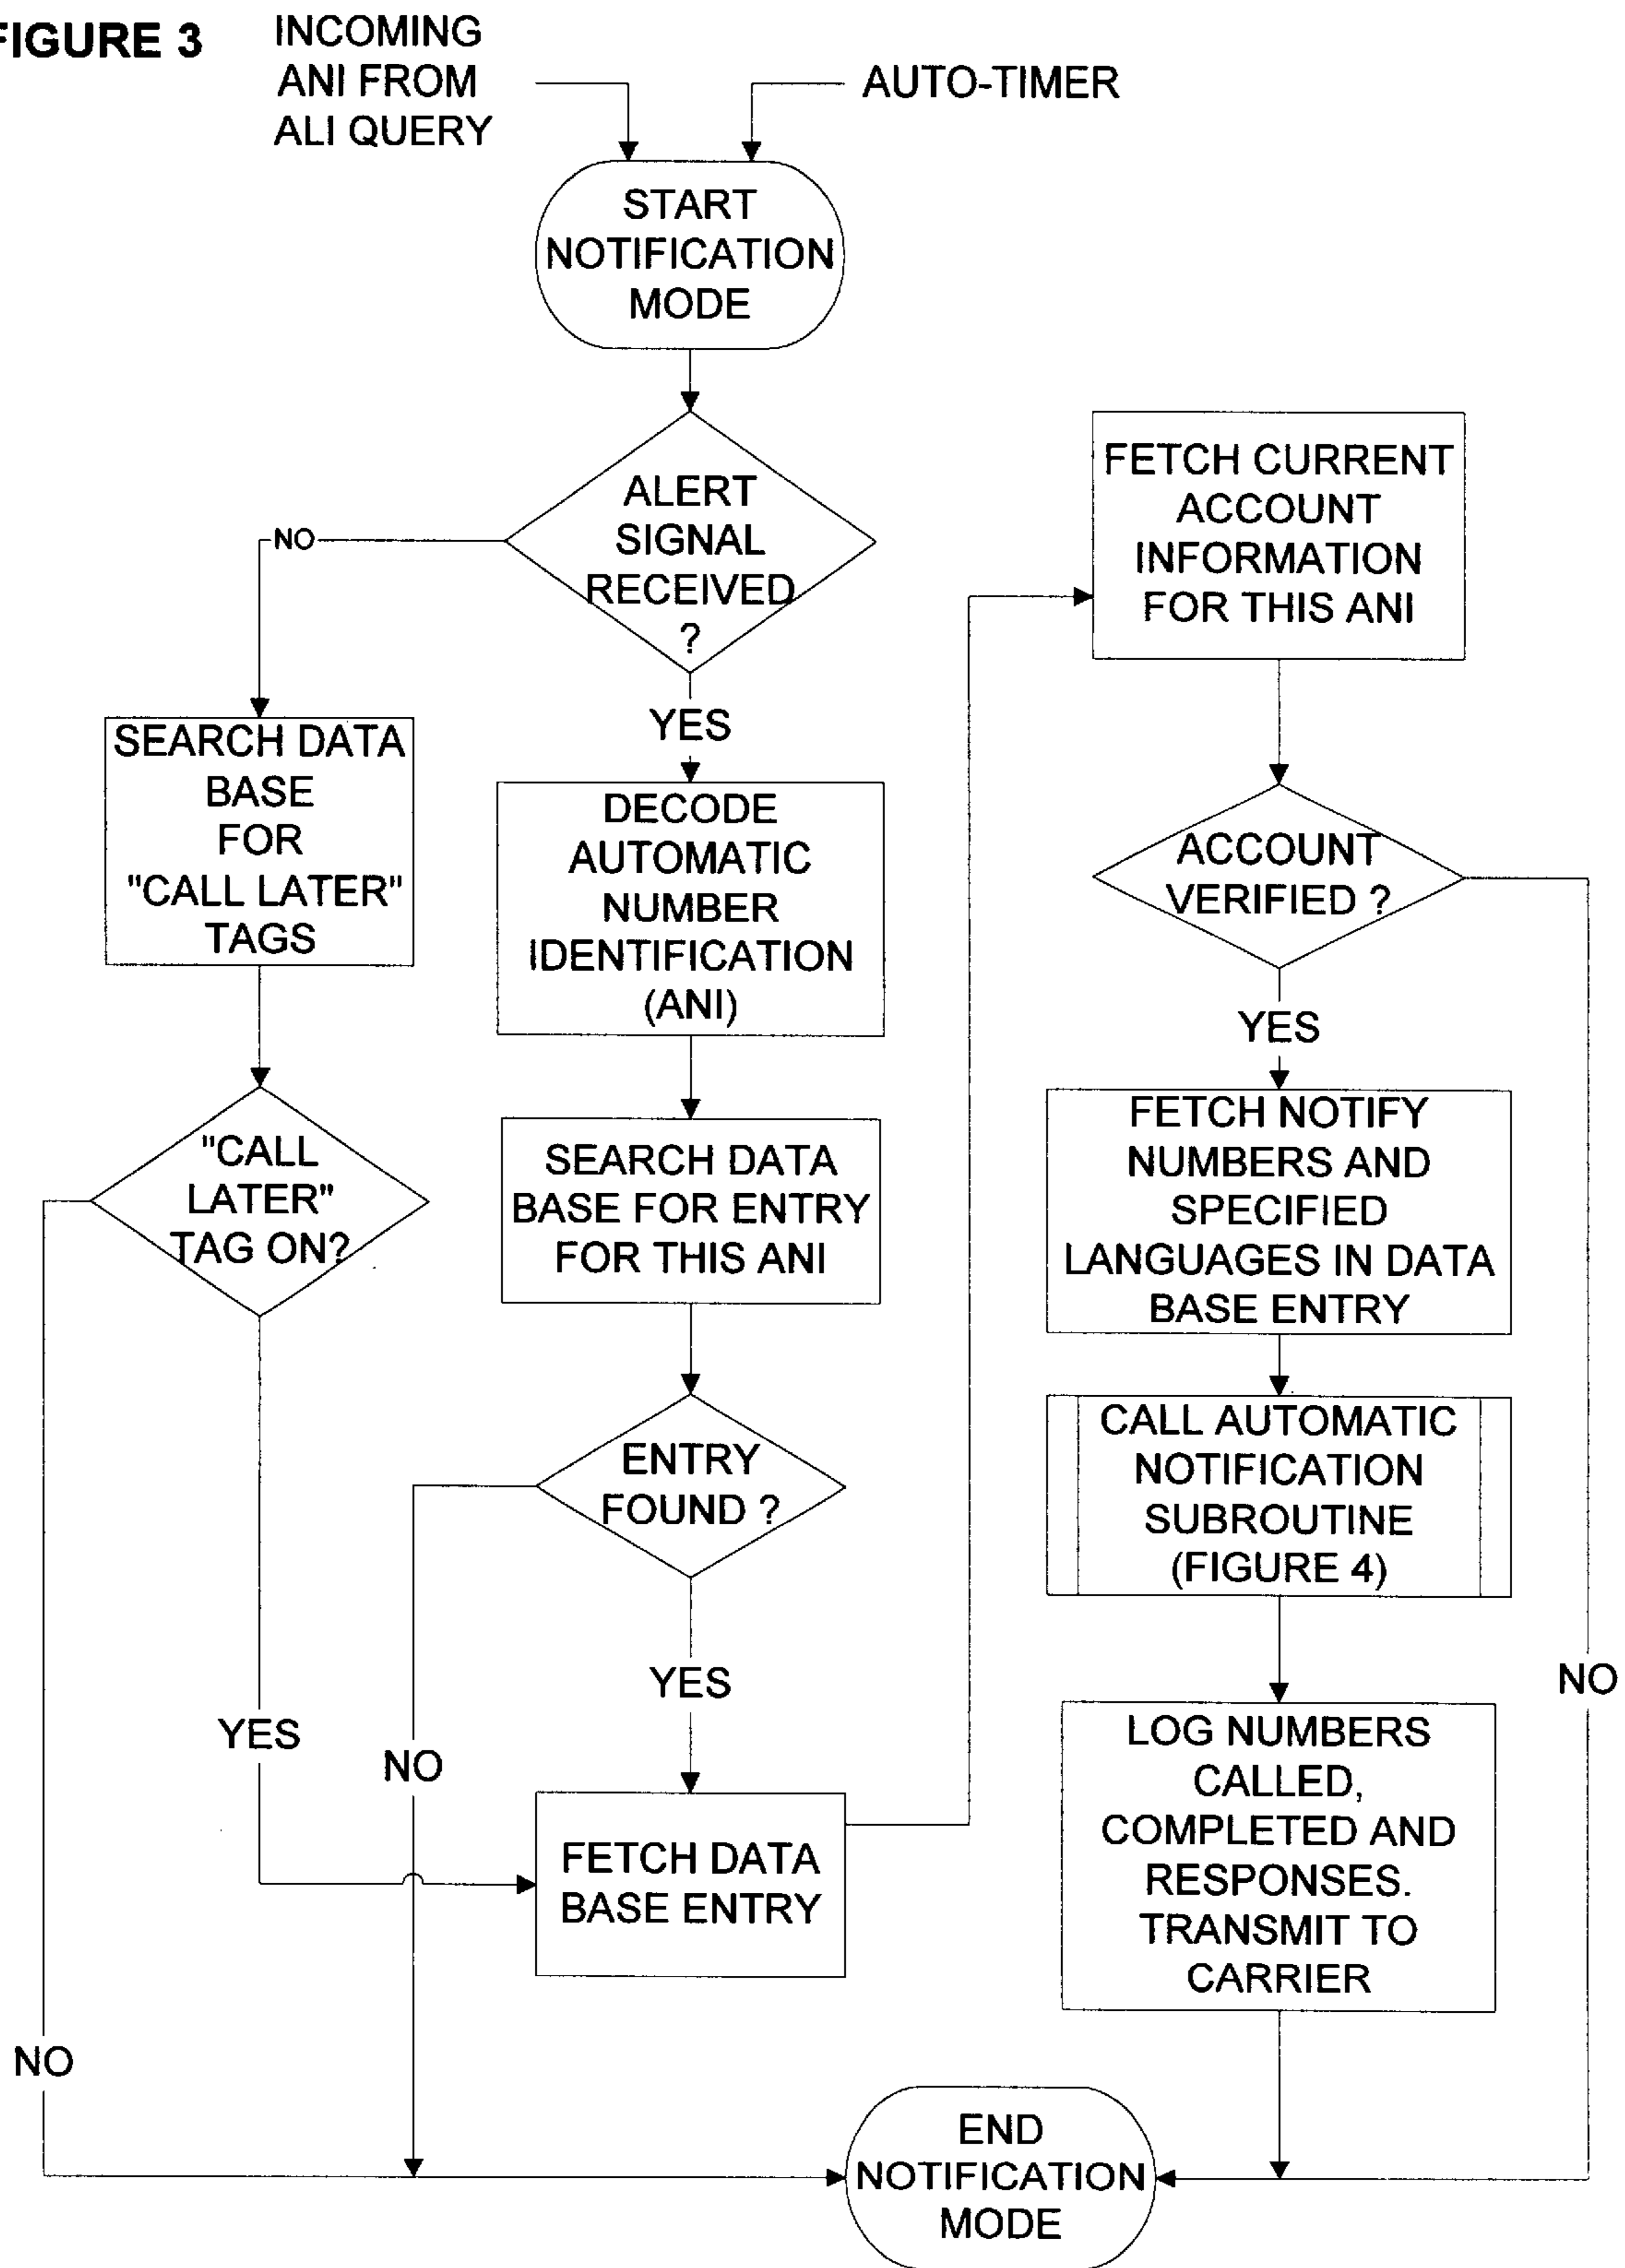 FIGURE 3
INCOMING
ANI FROM
ALI QUERY
AUTO-TIMER
START
NOTIFICATION
MODE
ALERT
SIGNAL
RECEIVED
?
NO
YES
SEARCH DATA
BASE
FOR
"CALL LATER"
TAGS
DECODE
AUTOMATIC
NUMBER
IDENTIFICATION
(ANI)
"CALL
LATER"
TAG ON?
SEARCH DATA
BASE FOR ENTRY
FOR THIS ANI
ENTRY
FOUND ?
YES
YES
NO
FETCH DATA
BASE ENTRY
NO
FETCH CURRENT
ACCOUNT
INFORMATION
FOR THIS ANI
ACCOUNT
VERIFIED ?
YES
FETCH NOTIFY
NUMBERS AND
SPECIFIED
LANGUAGES IN DATA
BASE ENTRY
CALL AUTOMATIC
NOTIFICATION
SUBROUTINE
(FIGURE 4)
NO
LOG NUMBERS
CALLED,
COMPLETED AND
RESPONSES.
TRANSMIT TO
CARRIER
END
NOTIFICATION
MODE